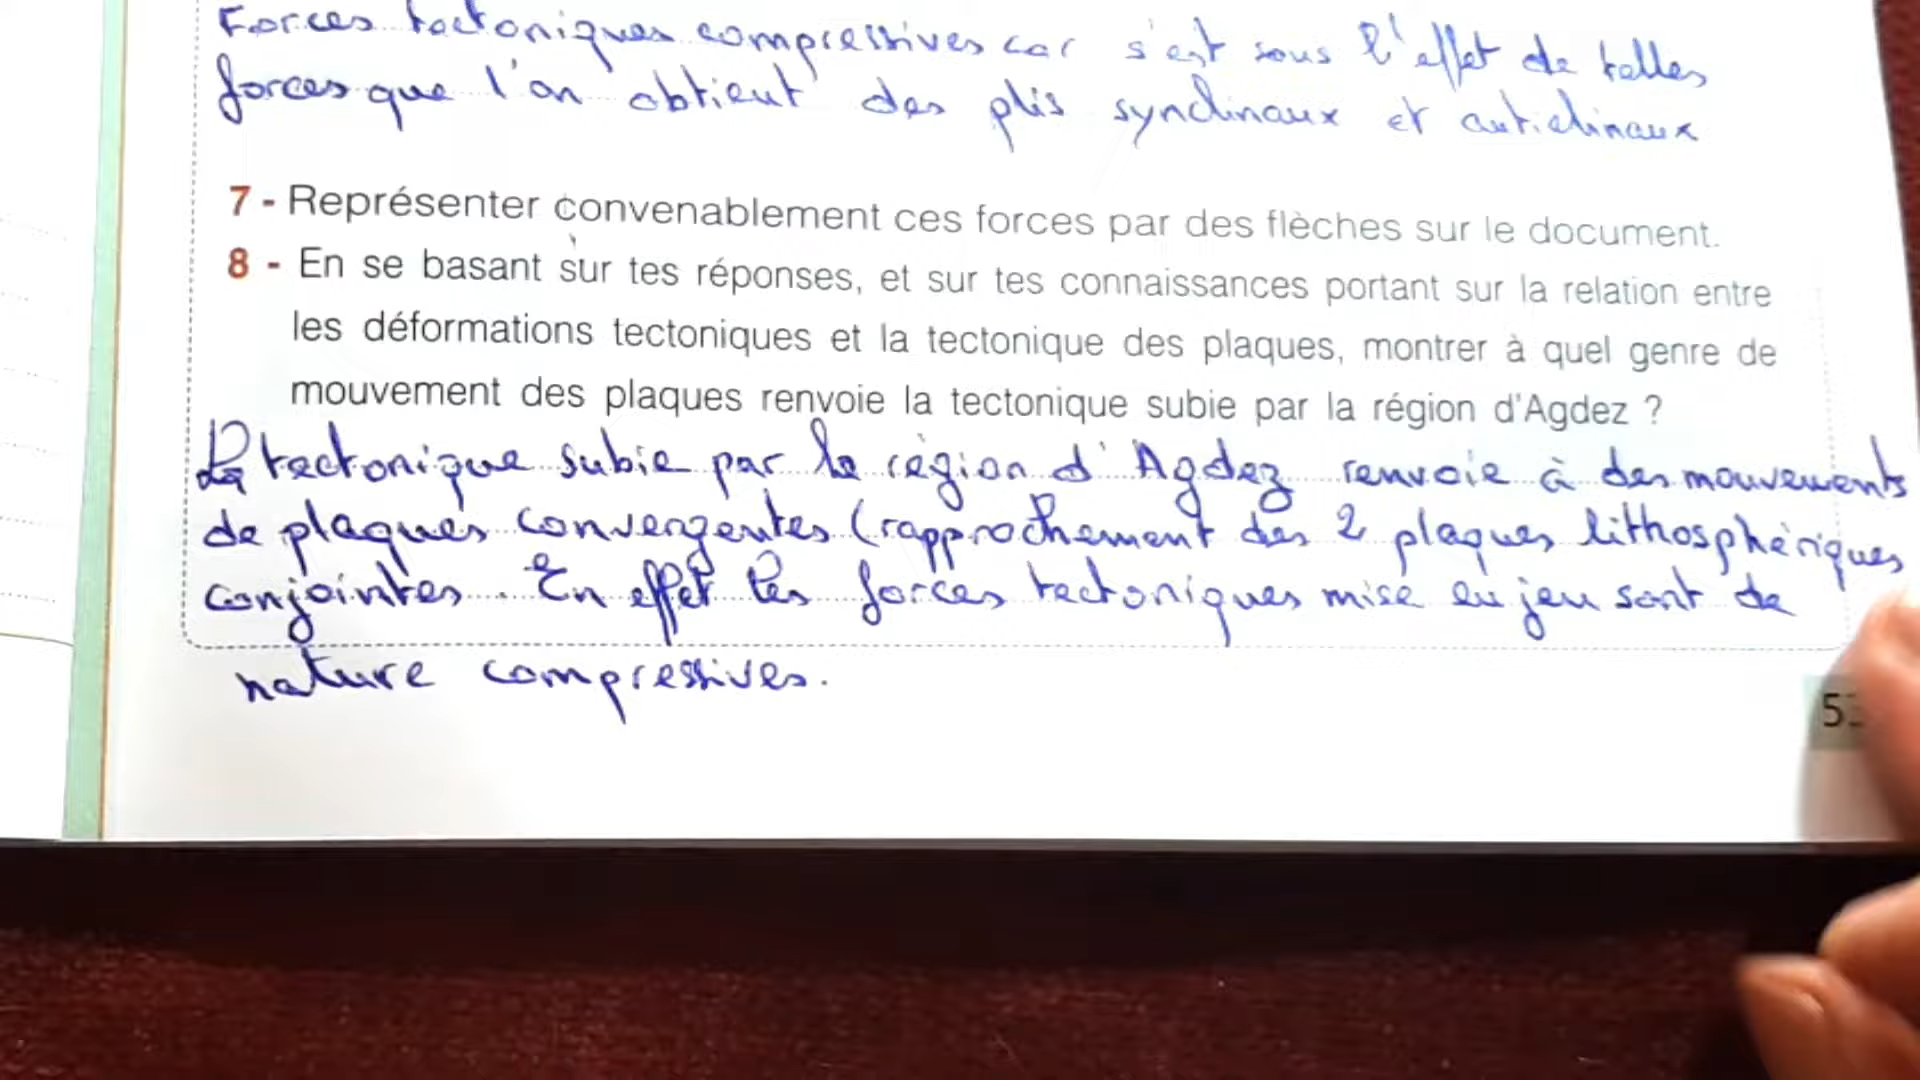 Forces tectoniques compressives car s'est sous l'effet de telles
forces que l'on obtient des plis synclinaux et anticlinaux
7 - Représenter convenablement ces forces par des flèches sur le document.
8 - En se basant sur tes réponses, et sur tes connaissances portant sur la relation entre
les déformations tectoniques et la tectonique des plaques, montrer à quel genre de
mouvement des plaques renvoie la tectonique subie par la région d'Agdez ?
La tectonique subie par la région d'Agdez renvoie à des mouvements
de plaques convergentes (rapprochement des 2 plaques lithosphériques
conjointes. En effet les forces tectoniques mise en jeu sont de
nature compressives.